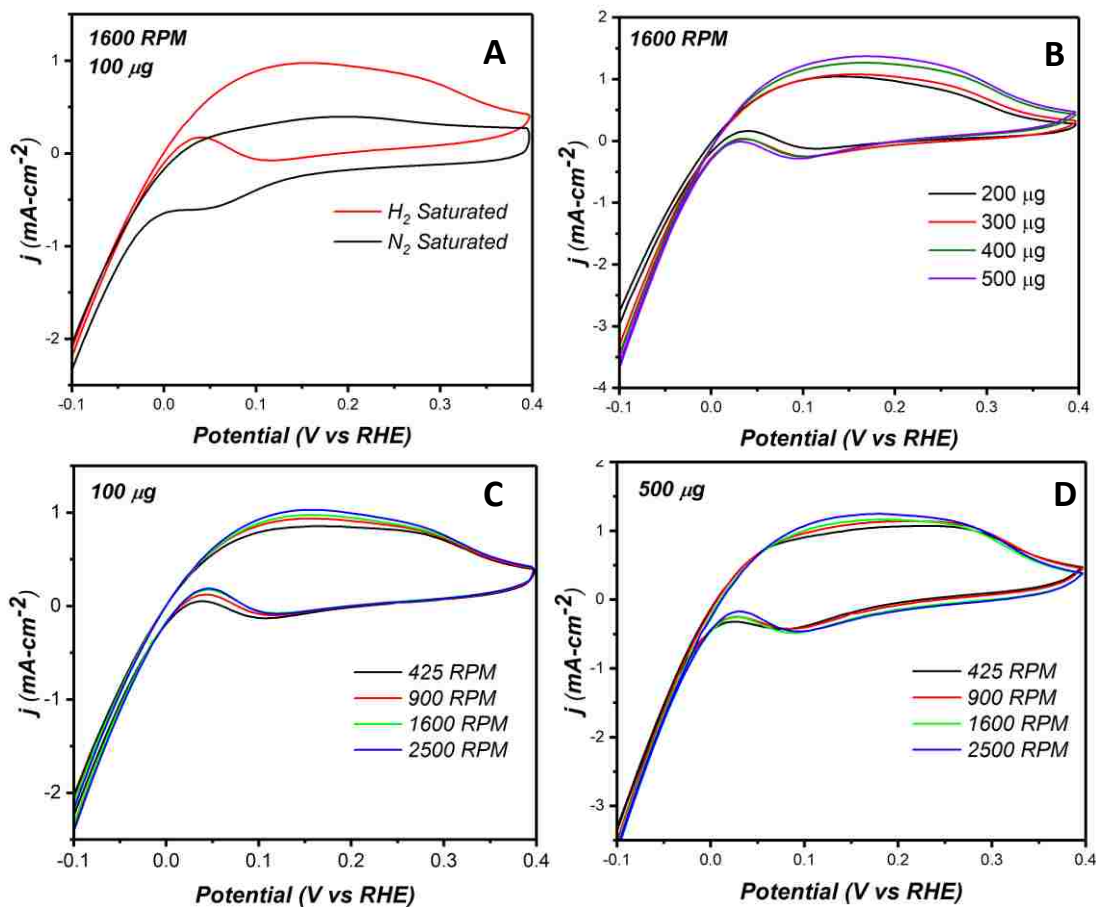 1600 RPM
100 μg
A
j (mA-cm-2)
1
0
-1
-2
H2 Saturated
N2 Saturated
-0.1 0.0 0.1 0.2 0.3 0.4
Potential (V vs RHE)
1600 RPM
B
j (mA-cm-2)
2
1
0
-1
-2
-3
-4
200 μg
300 μg
400 μg
500 μg
-0.1 0.0 0.1 0.2 0.3 0.4
Potential (V vs RHE)
100 μg
C
j (mA-cm-2)
1
0
-1
-2
425 RPM
900 RPM
1600 RPM
2500 RPM
-0.1 0.0 0.1 0.2 0.3 0.4
Potential (V vs RHE)
500 μg
D
j (mA-cm-2)
2
1
0
-1
-2
-3
425 RPM
900 RPM
1600 RPM
2500 RPM
-0.1 0.0 0.1 0.2 0.3 0.4
Potential (V vs RHE)